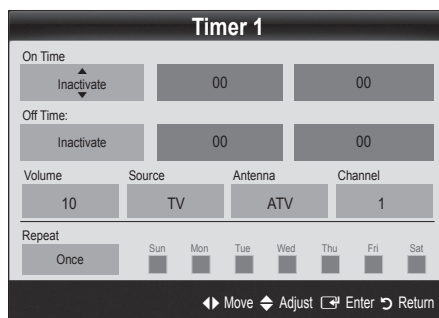 Timer 1
On Time
Inactivate 00 00
Off Time:
Inactivate 00 00
Volume Source Antenna Channel
10 TV ATV 1
Repeat
Sun Mon Tue Wed Thu Fri Sat
Once
Move Adjust Enter Return